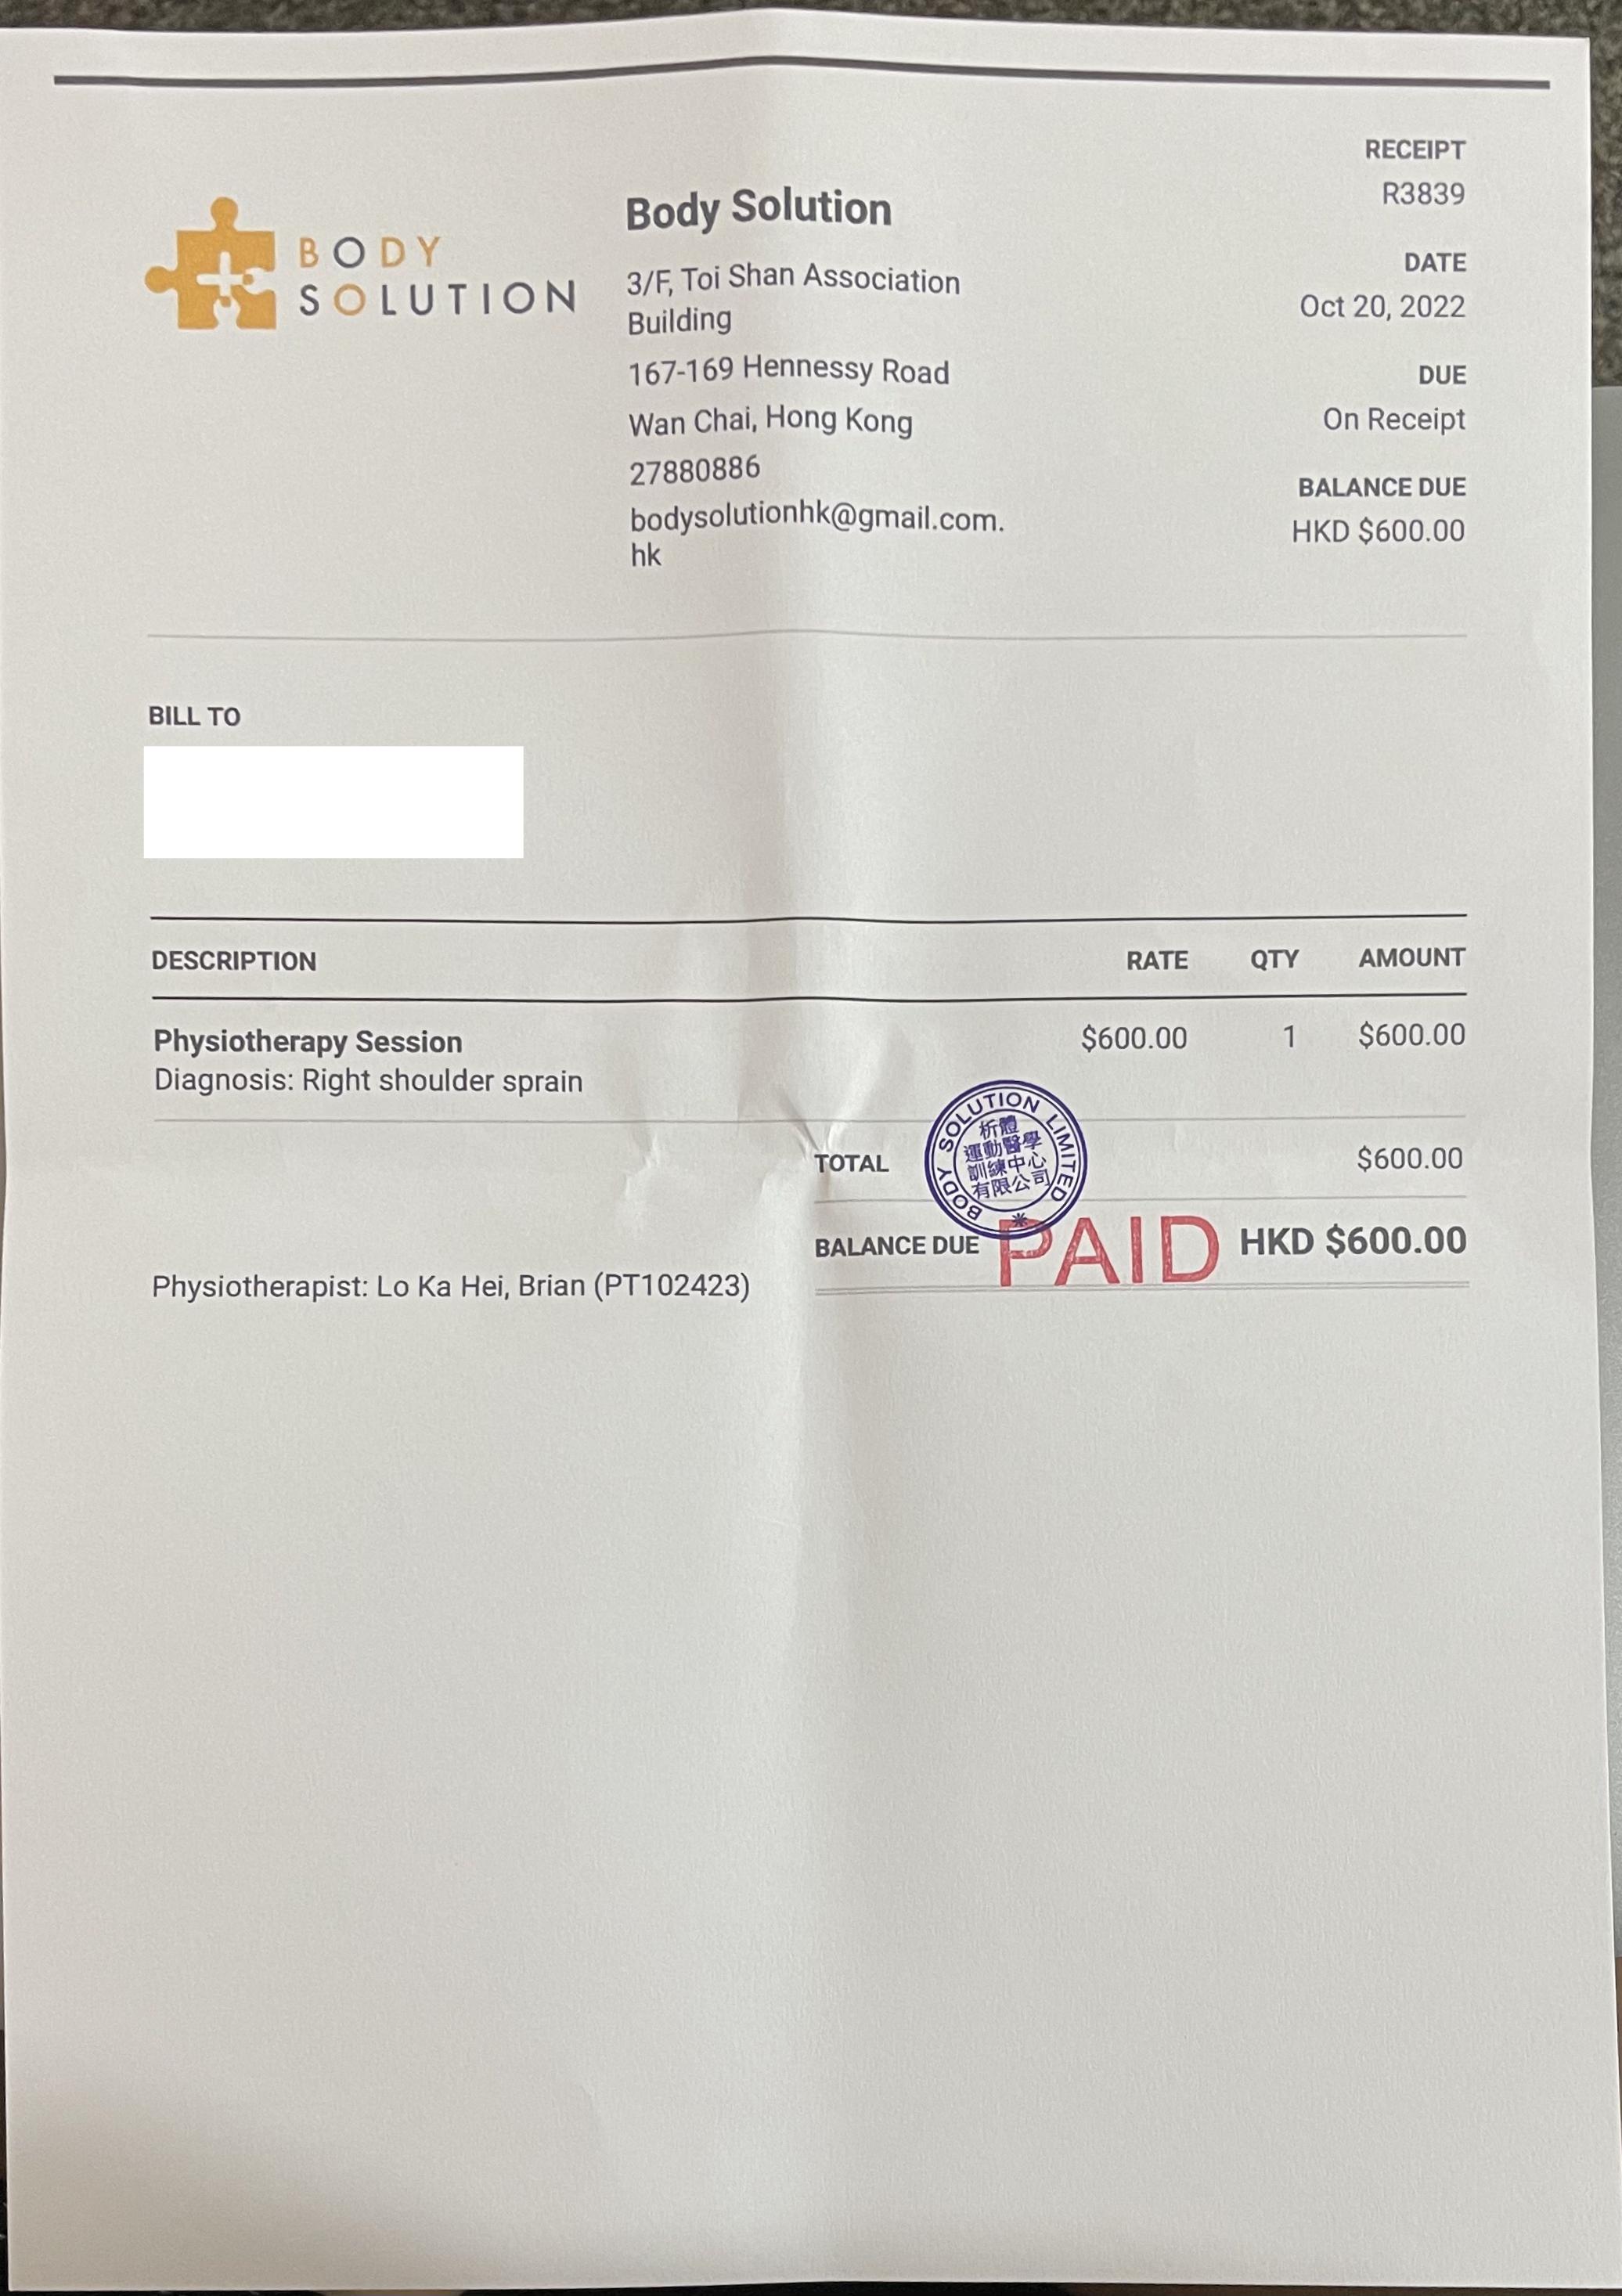 BODY
SOLUTION
Body Solution
3/F, Toi Shan Association
Building
167-169 Hennessy Road
Wan Chai, Hong Kong
27880886
bodysolutionhk@gmail.com.
hk
RECEIPT
R3839
DATE
Oct 20, 2022
DUE
On Receipt
BALANCE DUE
HKD $600.00
BILL TO
DESCRIPTION RATE QTY AMOUNT
Physiotherapy Session $600.00 1 $600.00
Diagnosis: Right shoulder sprain
TOTAL $600.00
BODY SOLUTION LIMITED
析體
運動醫學
訓練中心
有限公司
BALANCE DUE PAID HKD $600.00
Physiotherapist: Lo Ka Hei, Brian (PT102423)